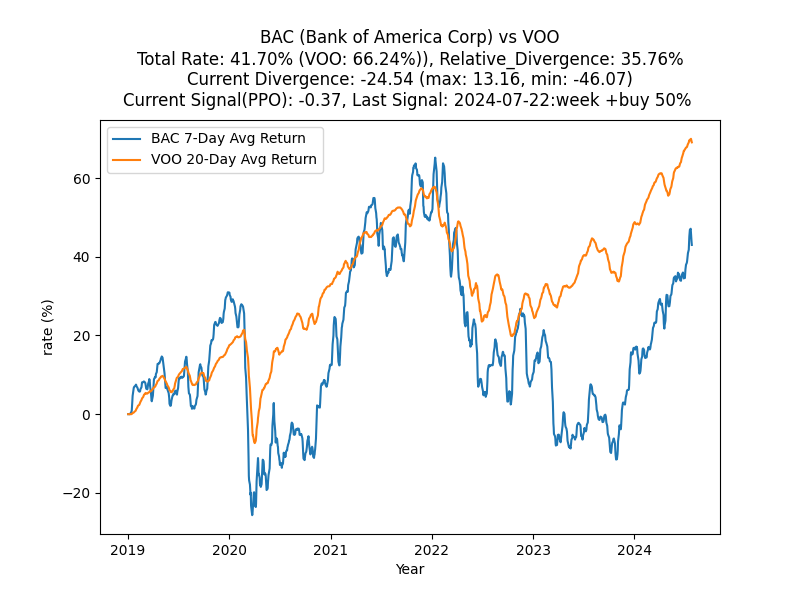 BAC (Bank of America Corp) vs VOO
Total Rate: 41.70% (VOO: 66.24%)), Relative_Divergence: 35.76%
Current Divergence: -24.54 (max: 13.16, min: -46.07)
Current Signal(PPO): -0.37, Last Signal: 2024-07-22:week +buy 50%
BAC 7-Day Avg Return
VOO 20-Day Avg Return
60
40
20
0
−20
rate (%)
2019 2020 2021 2022 2023 2024
Year